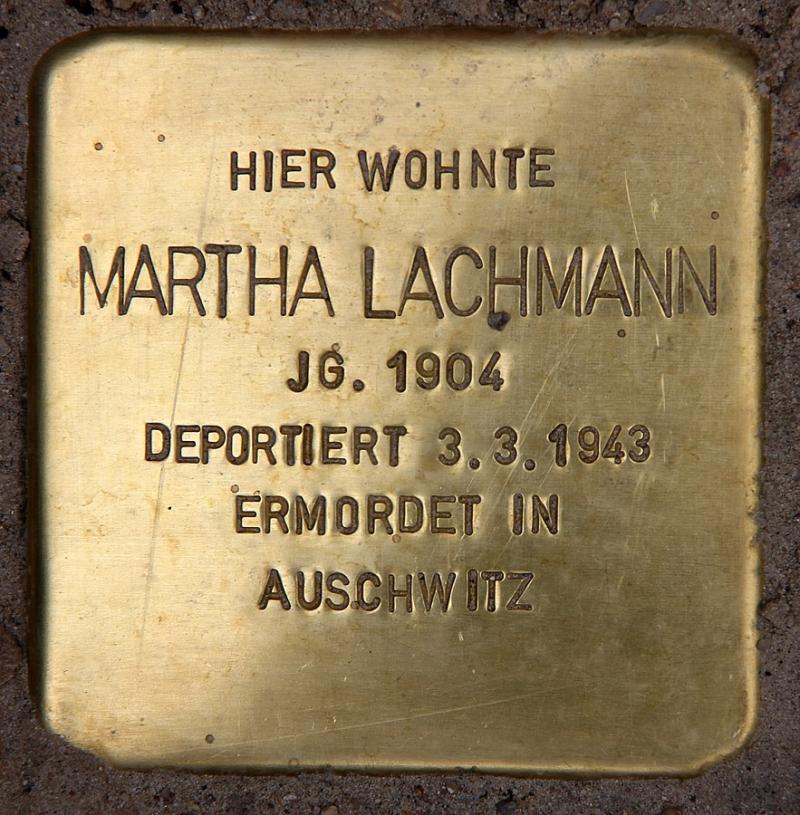 HIER WOHNTE
MARTHA LACHMANN
JG. 1904
DEPORTIERT 3.3.1943
ERMORDET IN
AUSCHWITZ